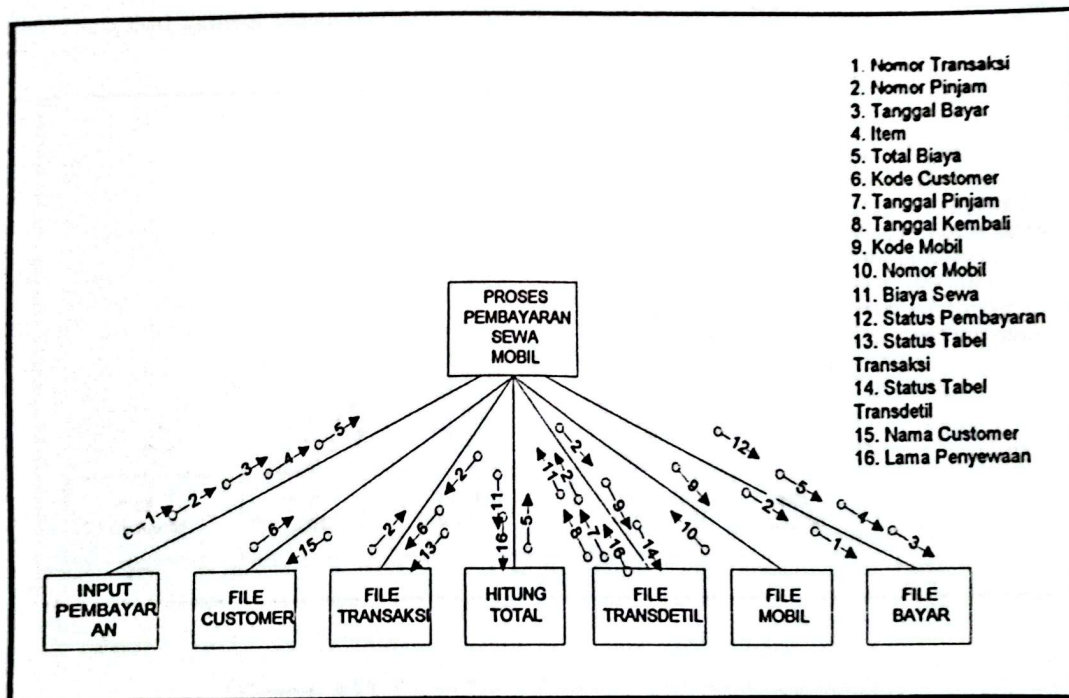 1. Nomor Transaksi
2. Nomor Pinjam
3. Tanggal Bayar
4. Item
5. Total Biaya
6. Kode Customer
7. Tanggal Pinjam
8. Tanggal Kembali
9. Kode Mobil
10. Nomor Mobil
11. Biaya Sewa
12. Status Pembayaran
13. Status Tabel
Transaksi
14. Status Tabel
Transdetil
15. Nama Customer
16. Lama Penyewaan
PROSES
PEMBAYARAN
SEWA
MOBIL
1
2
3
4
5
6
15
2
2
6
13
11
16
5
11
2
8
7
16
2
9
14
9
10
12
5
4
3
2
1
INPUT
PEMBAYAR
AN
FILE
CUSTOMER
FILE
TRANSAKSI
HITUNG
TOTAL
FILE
TRANSDETIL
FILE
MOBIL
FILE
BAYAR